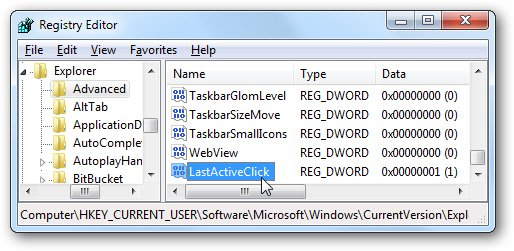 Registry Editor
File Edit View Favorites Help
Explorer
Advanced
AltTab
ApplicationD
AutoComplet
AutoplayHan
BitBucket
Name Type Data
TaskbarGlomLevel REG_DWORD 0x00000000 (0)
TaskbarSizeMove REG_DWORD 0x00000000 (0)
TaskbarSmallIcons REG_DWORD 0x00000000 (0)
WebView REG_DWORD 0x00000000 (0)
LastActiveClick REG_DWORD 0x00000001 (1)
Computer\HKEY_CURRENT_USER\Software\Microsoft\Windows\CurrentVersion\Expl